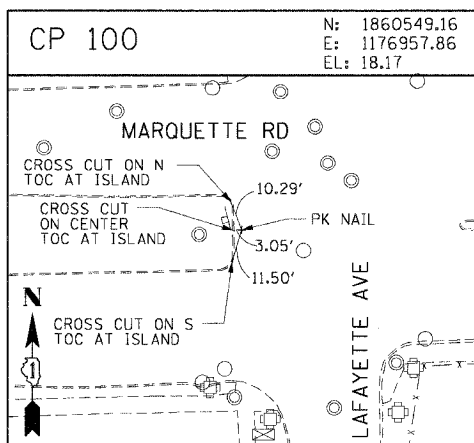 CP 100
N: 1860549.16
E: 1176957.86
EL: 18.17
MARQUETTE RD
CROSS CUT ON N
TOC AT ISLAND
10.29'
CROSS CUT
ON CENTER
TOC AT ISLAND
PK NAIL
3.05'
11.50'
N
1
CROSS CUT ON S
TOC AT ISLAND
LAFAYETTE AVE